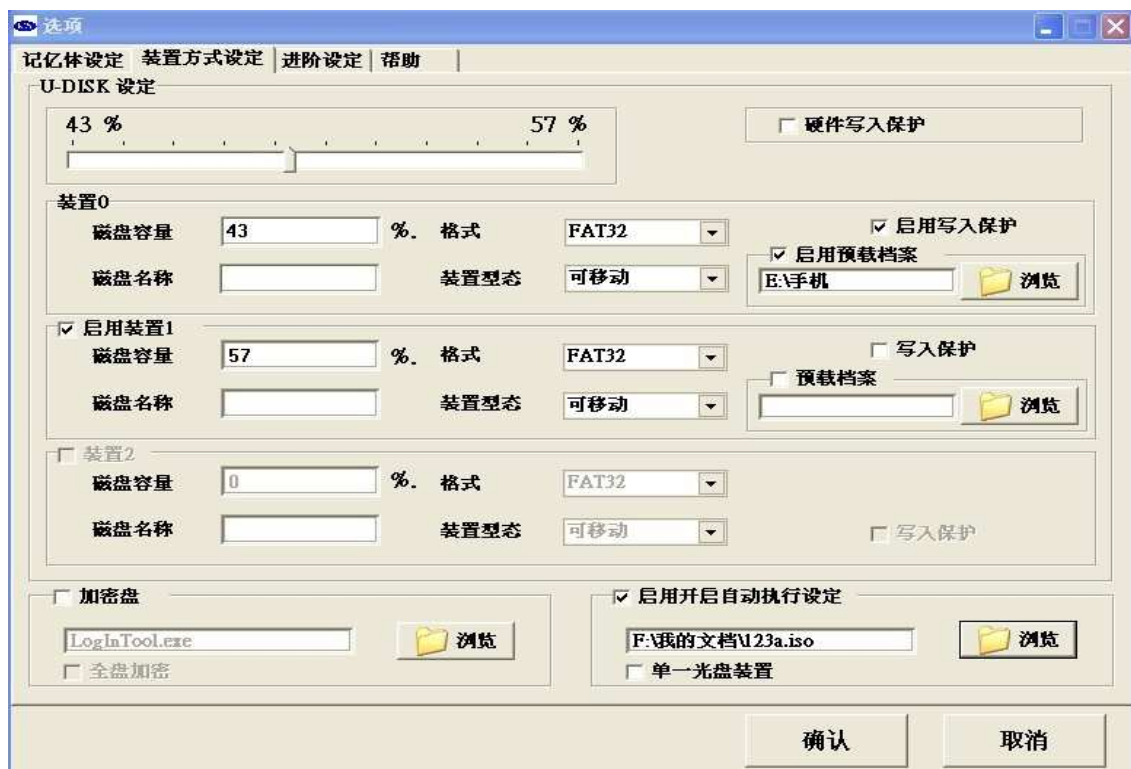 选项
记忆体设定 装置方式设定 进阶设定 帮助
U-DISK 设定
43 % 57 %
硬件写入保护
装置0
磁盘容量 43 %. 格式 FAT32 启用写入保护
启用预载档案
磁盘名称 装置型态 可移动 E:\手机 浏览
启用装置1
磁盘容量 57 %. 格式 FAT32 写入保护
预载档案
磁盘名称 装置型态 可移动 浏览
装置2
磁盘容量 0 %. 格式 FAT32
磁盘名称 装置型态 可移动 写入保护
加密盘 启用开启自动执行设定
LogInTool.exe 浏览 F:\我的文档\123a.iso 浏览
全盘加密 单一光盘装置
确认 取消